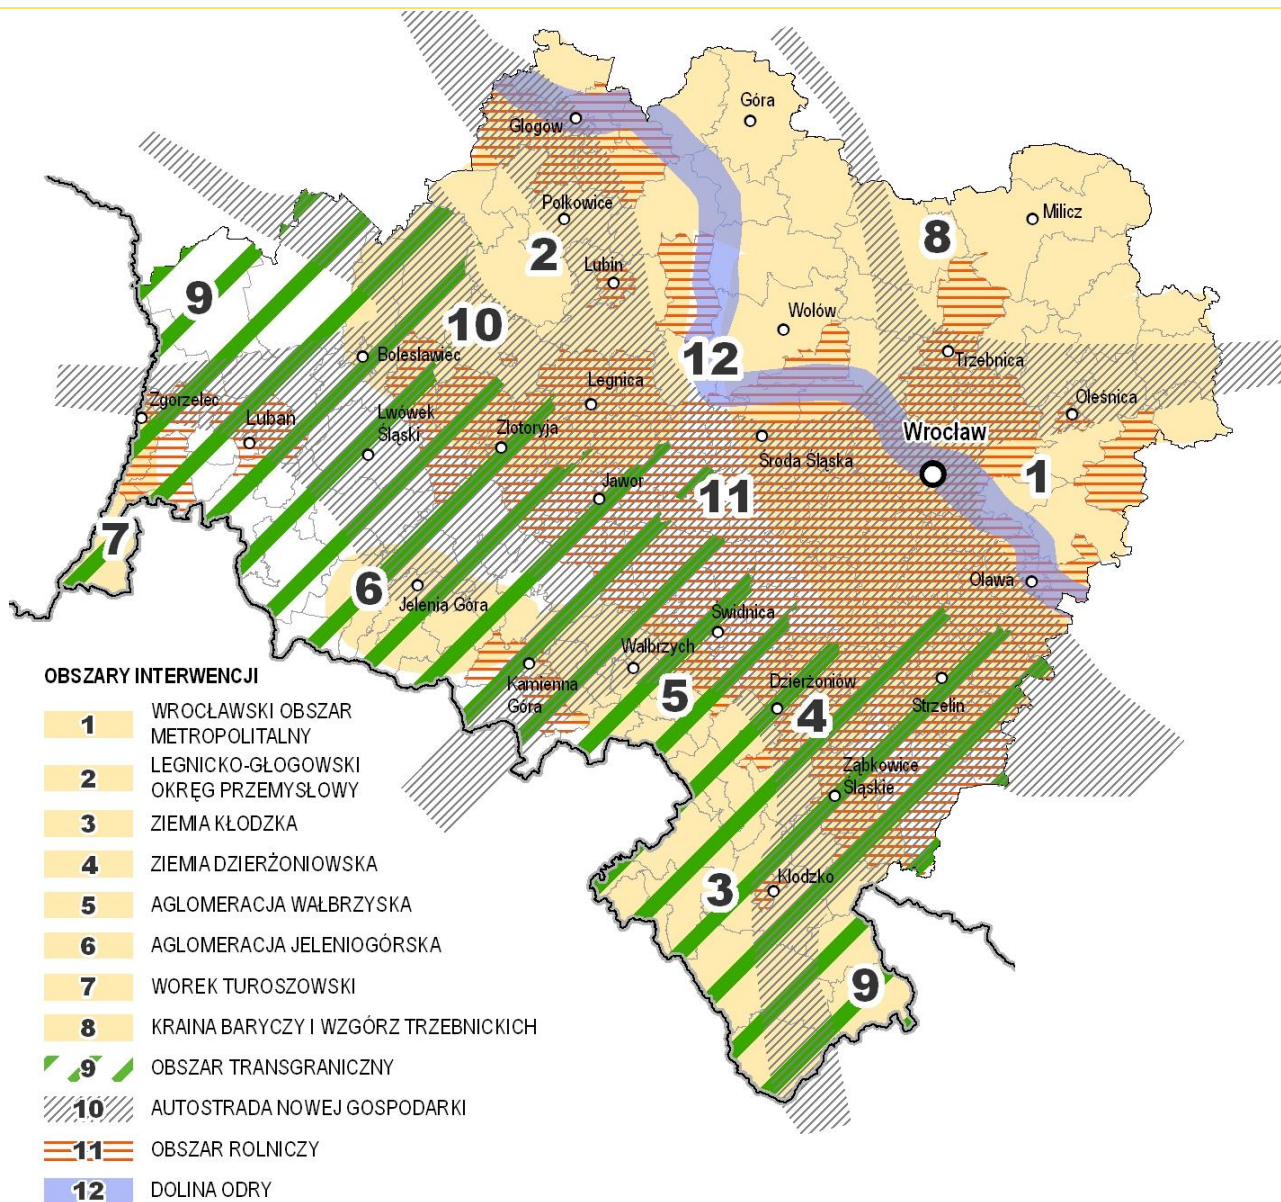 Góra
Głogów
Milicz
Polkowice
8
2
Lubin
9
Wołów
10
12
Bolesławiec
Trzebnica
Legnica
Zgorzelec
Lubań
Lwówek
Śląski
Złotoryja
Oleśnica
Wrocław
Środa Śląska
1
Jawor
11
7
6
Jelenia Góra
Oława
Świdnica
Wałbrzych
Kamienna
Góra
5
Dzierżoniów
4
Strzelin
Ząbkowice
Śląskie
3
Kłodzko
9
OBSZARY INTERWENCJI
1 WROCŁAWSKI OBSZAR
METROPOLITALNY
2 LEGNICKO-GŁOGOWSKI
OKRĘG PRZEMYSŁOWY
3 ZIEMIA KŁODZKA
4 ZIEMIA DZIERŻONIOWSKA
5 AGLOMERACJA WAŁBRZYSKA
6 AGLOMERACJA JELENIOGÓRSKA
7 WOREK TUROSZOWSKI
8 KRAINA BARYCZY I WZGÓRZ TRZEBNICKICH
9 OBSZAR TRANSGRANICZNY
10 AUTOSTRADA NOWEJ GOSPODARKI
11 OBSZAR ROLNICZY
12 DOLINA ODRY